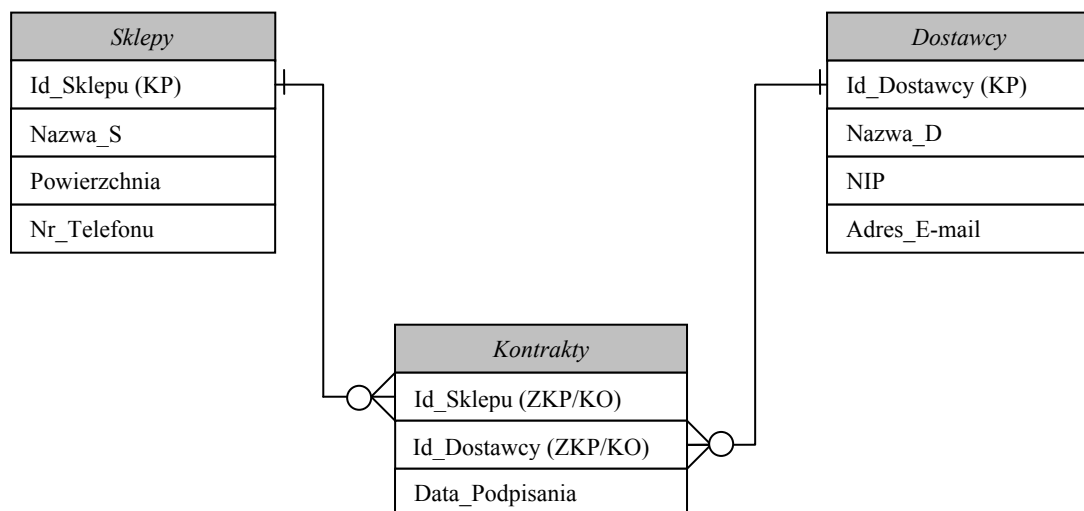 Sklepy
Id_Sklepu (KP)
Nazwa_S
Powierzchnia
Nr_Telefonu
Dostawcy
Id_Dostawcy (KP)
Nazwa_D
NIP
Adres_E-mail
Kontrakty
Id_Sklepu (ZKP/KO)
Id_Dostawcy (ZKP/KO)
Data_Podpisania